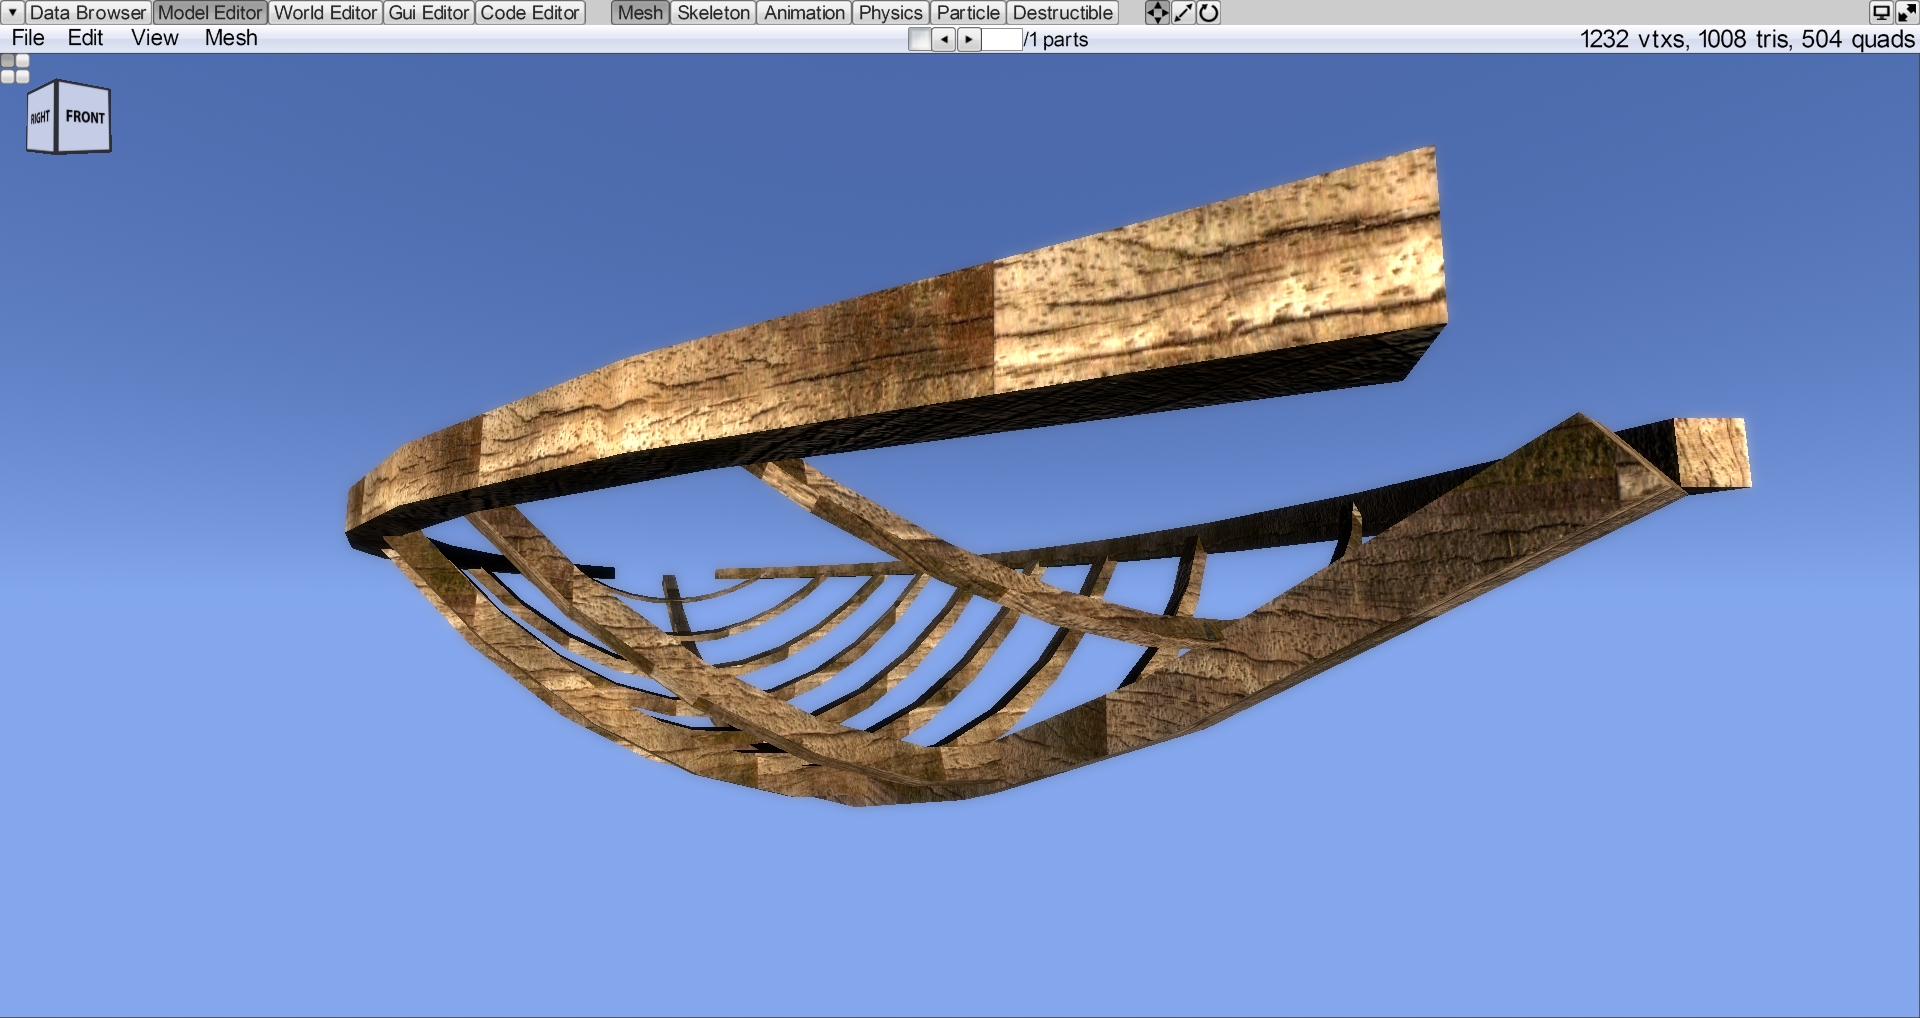 Data Browser Model Editor World Editor Gui Editor Code Editor Mesh Skeleton Animation Physics Particle Destructible
File Edit View Mesh /1 parts 1232 vtxs, 1008 tris, 504 quads
RIGHT FRONT